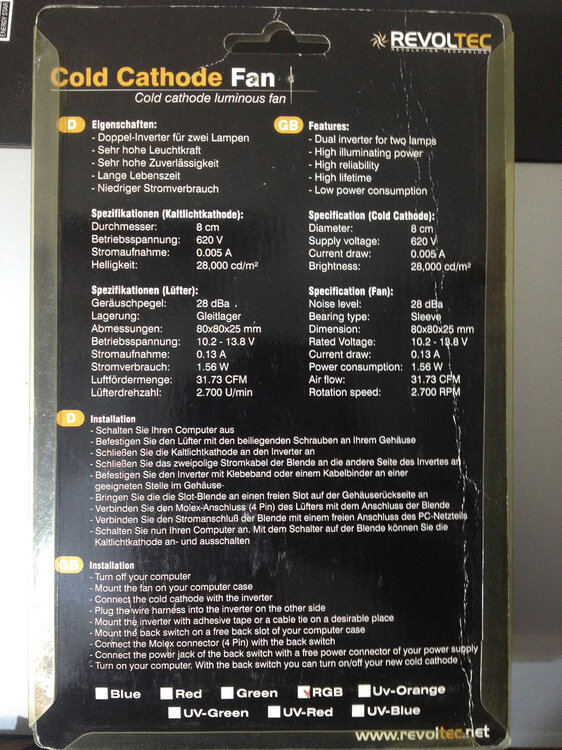 REVOLTEC
REVOLUTION TECHNOLOGY
Cold Cathode Fan
Cold cathode luminous fan
D Eigenschaften:
- Doppel-Inverter für zwei Lampen
- Sehr hohe Leuchtkraft
- Sehr hohe Zuverlässigkeit
- Lange Lebenszeit
- Niedriger Stromverbrauch
Spezifikationen (Kaltlichtkathode):
Durchmesser: 8 cm
Betriebsspannung: 620 V
Stromaufnahme: 0.005 A
Helligkeit: 28,000 cd/m²
Spezifikationen (Lüfter):
Geräuschpegel: 28 dBa
Lagerung: Gleitlager
Abmessungen: 80x80x25 mm
Betriebsspannung: 10.2 - 13.8 V
Stromaufnahme: 0.13 A
Stromverbrauch: 1.56 W
Luftfördermenge: 31.73 CFM
Lüfterdrehzahl: 2.700 U/min
GB Features:
- Dual inverter for two lamps
- High illuminating power
- High reliability
- High lifetime
- Low power consumption
Specification (Cold Cathode):
Diameter: 8 cm
Supply voltage: 620 V
Current draw: 0.005 A
Brightness: 28,000 cd/m²
Specification (Fan):
Noise level: 28 dBa
Bearing type: Sleeve
Dimension: 80x80x25 mm
Rated Voltage: 10.2 - 13.8 V
Current draw: 0.13 A
Power consumption: 1.56 W
Air flow: 31.73 CFM
Rotation speed: 2.700 RPM
D Installation
- Schalten Sie Ihren Computer aus
- Befestigen Sie den Lüfter mit den beiliegenden Schrauben an Ihrem Gehäuse
- Schließen Sie die Kaltlichtkathode an den Inverter an
- Schließen Sie das zweipolige Stromkabel der Blende an die andere Seite des Inverters an
- Befestigen Sie den Inverter mit Klebeband oder einem Kabelbinder an einer
geeigneten Stelle im Gehäuse
- Bringen Sie die die Slot-Blende an einen freien Slot auf der Gehäuserückseite an
- Verbinden Sie den Molex-Anschluss (4 Pin) des Lüfters mit dem Anschluss der Blende
- Verbinden Sie den Stromanschluß der Blende mit einem freien Anschluss des PC-Netzteils
- Schalten Sie nun Ihren Computer an. Mit dem Schalter auf der Blende können Sie die
Kaltlichtkathode an- und ausschalten
GB Installation
- Turn off your computer
- Mount the fan on your computer case
- Connect the cold cathode with the inverter
- Plug the wire harness into the inverter on the other side
- Mount the inverter with adhesive tape or a cable tie on a desirable place
- Mount the back switch on a free back slot of your computer case
- Connect the Molex connector (4 Pin) with the back switch
- Connect the power jack of the back switch with a free power connector of your power supply
- Turn on your computer. With the back switch you can turn on/off your new cold cathode
Blue Red Green RGB Uv-Orange
UV-Green UV-Red UV-Blue
www.revoltec.net